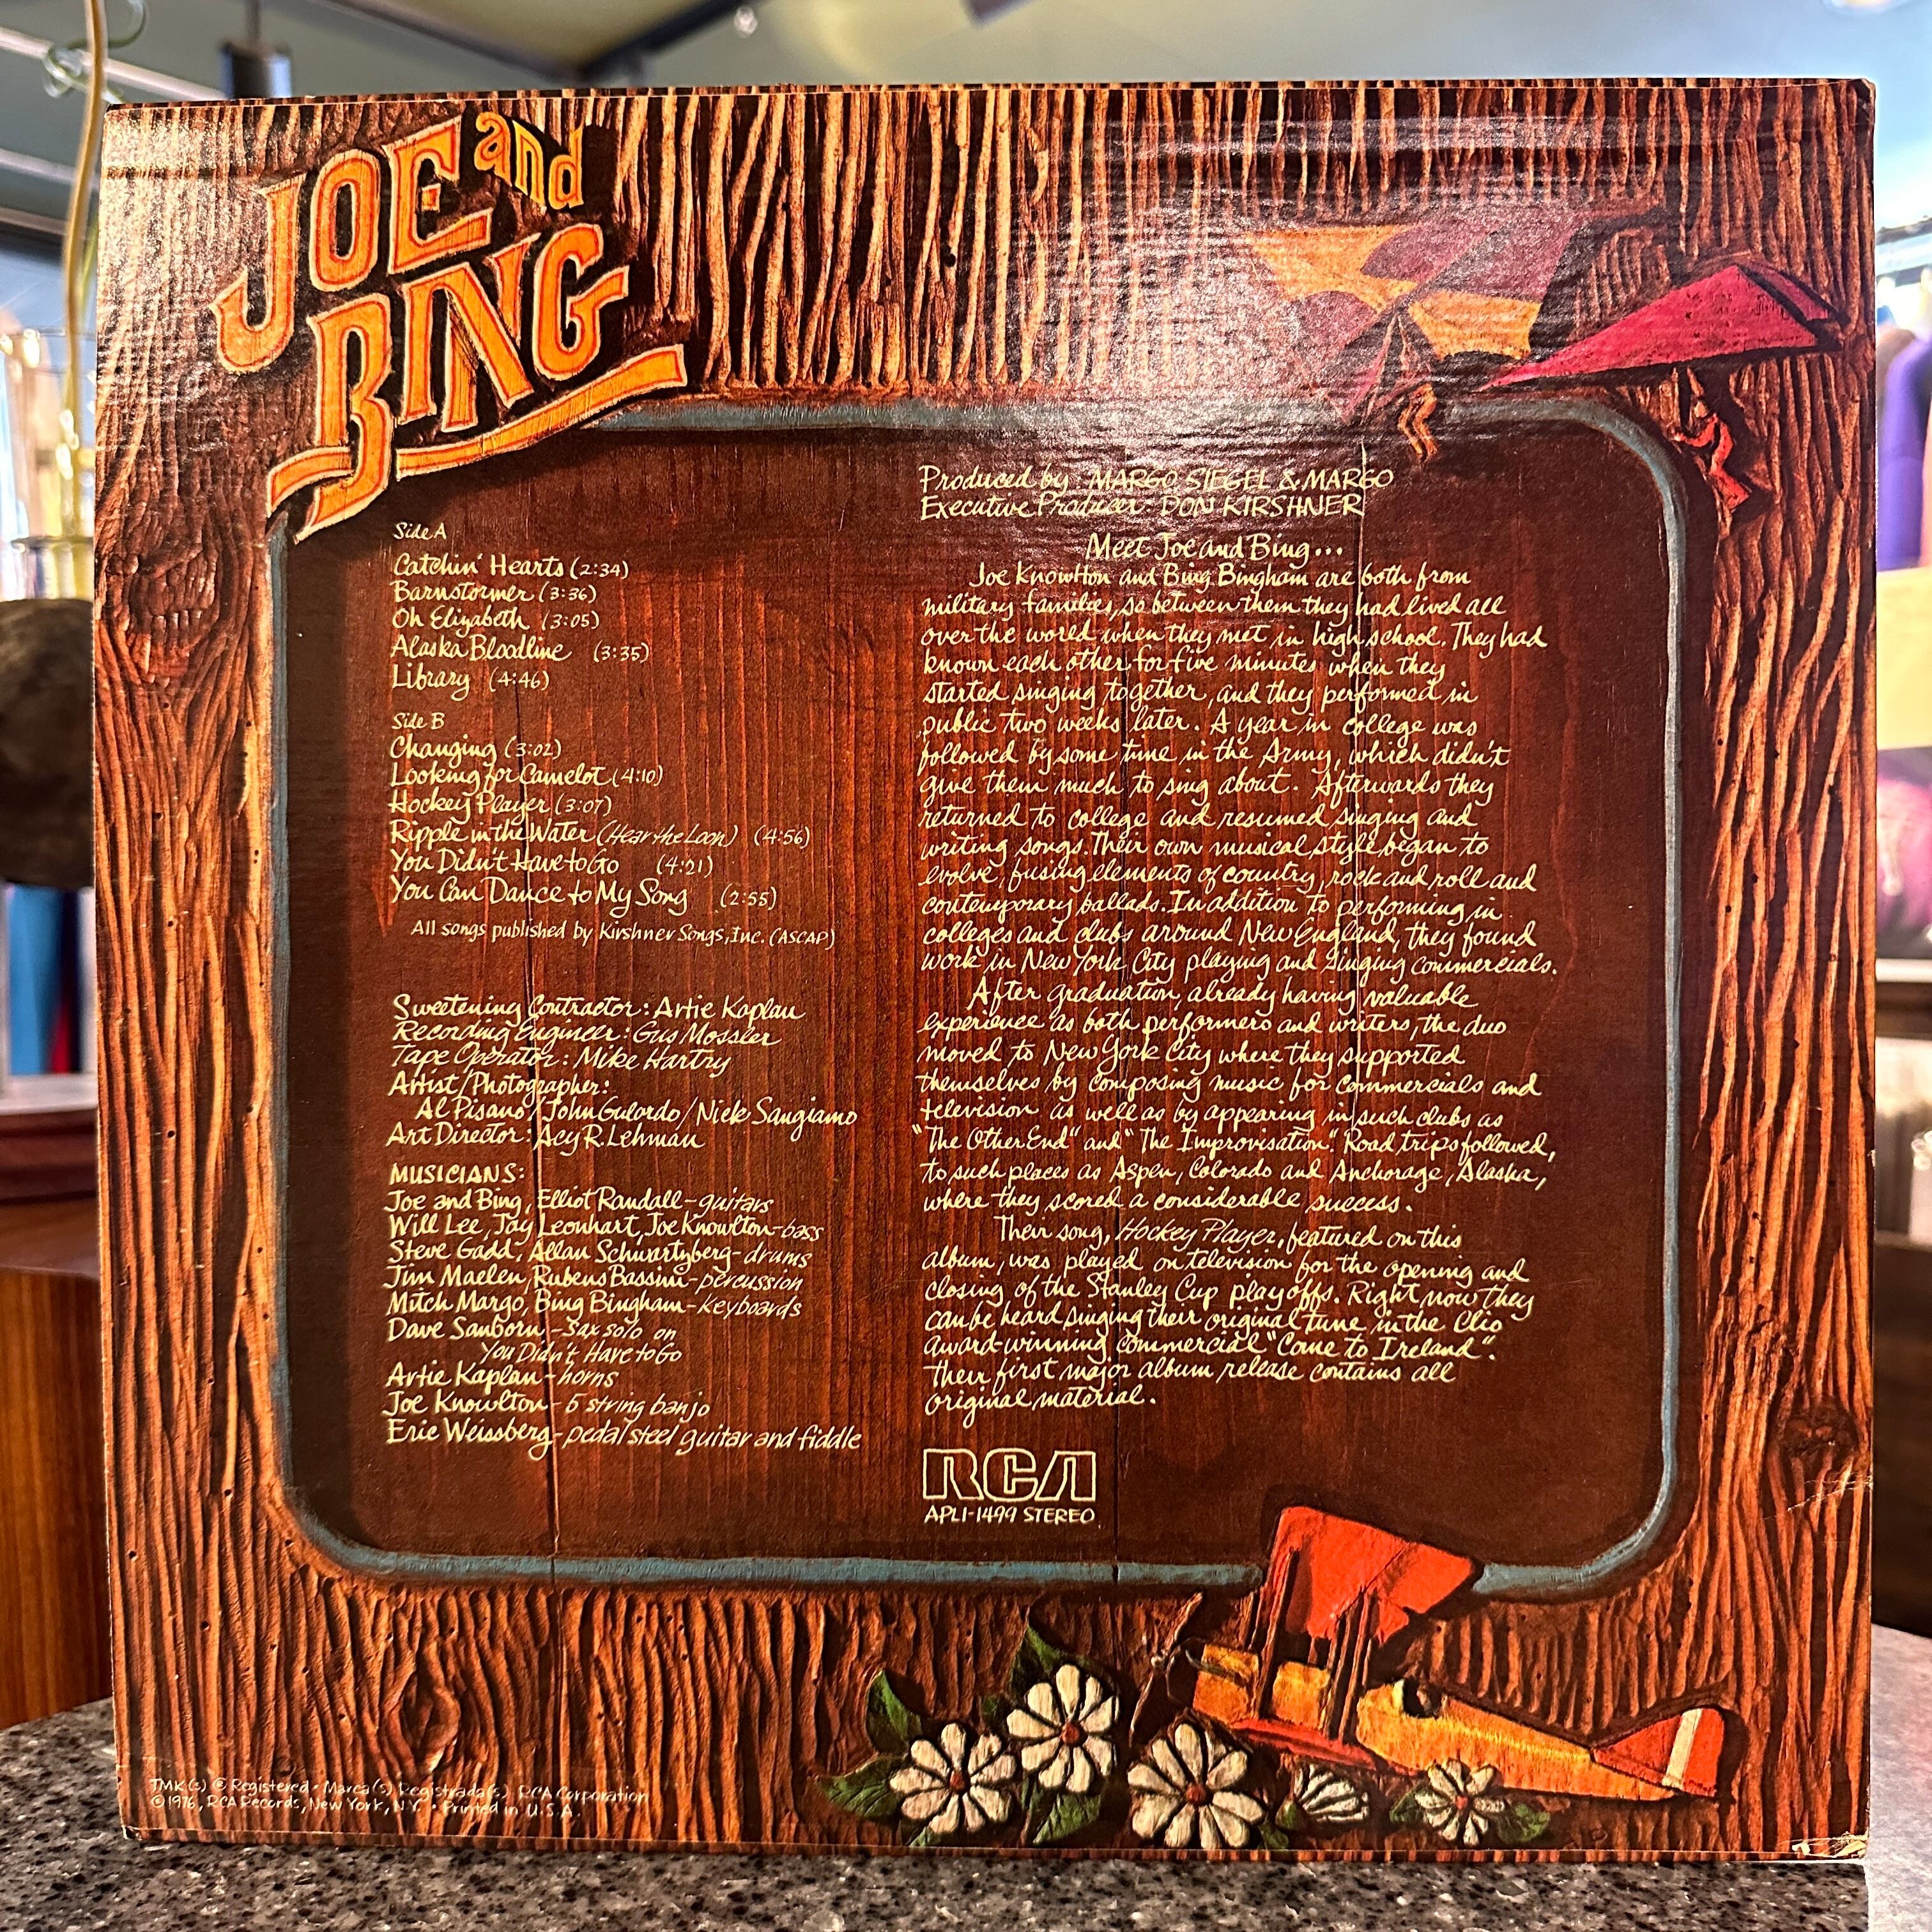 JOE and
BING
Side A
Catchin' Hearts (2:34)
Barnstormer (3:36)
Oh Elizabeth (3:05)
Alaska Bloodline (3:35)
Library (4:46)
Side B
Changing (3:02)
Looking for Camelot (4:10)
Hockey Player (3:07)
Ripple in the Water (Hear the Loon) (4:56)
You Didn't Have to Go (4:21)
You Can Dance to My Song (2:55)
All songs published by Kirshner Songs, Inc. (ASCAP)
Sweetening Contractor: Artie Kaplan
Recording Engineer: Gus Mossler
Tape Operator: Mike Hartry
Artist/Photographer:
Al Pisano/John Gulardo/Nick Sangiamo
Art Director: Acy R. Lehman
MUSICIANS:
Joe and Bing, Elliot Randall - guitars
Will Lee, Jay Leonhart, Joe Knowlton - bass
Steve Gadd, Allan Schwartzberg - drums
Jim Maelen, Rubens Bassini - percussion
Mitch Margo, Bing Bingham - keyboards
Dave Sanborn, - sax solo on
You Didn't Have to Go
Artie Kaplan - horns
Joe Knowlton - 5 string banjo
Eric Weissberg - pedal steel guitar and fiddle
Produced by: MARGO, SIEGEL & MARGO
Executive Producer: DON KIRSHNER
Meet Joe and Bing...
Joe Knowlton and Bing Bingham are both from
military families, so between them they had lived all
over the world when they met in high school. They had
known each other for five minutes when they
started singing together, and they performed in
public two weeks later. A year in college was
followed by some time in the Army, which didn't
give them much to sing about. Afterwards they
returned to college and resumed singing and
writing songs. Their own musical style began to
evolve, fusing elements of country, rock and roll and
contemporary ballads. In addition to performing in
colleges and clubs around New England, they found
work in New York City playing and singing commercials.
After graduation, already having valuable
experience as both performers and writers, the duo
moved to New York City where they supported
themselves by composing music for commercials and
television as well as by appearing in such clubs as
"The Other End" and "The Improvisation". Road trips followed,
to such places as Aspen, Colorado and Anchorage, Alaska,
where they scored a considerable success.
Their song, Hockey Player, featured on this
album, was played on television for the opening and
closing of the Stanley Cup playoffs. Right now they
can be heard singing their original tune in the Clio
award-winning commercial "Come to Ireland".
Their first major album release contains all
original material.
RCA
APL1-1499 STEREO
TMK(s) ® Registered • Marca(s) Registrada(s) RCA Corporation
© 1976, RCA Records, New York, N.Y. • Printed in U.S.A.